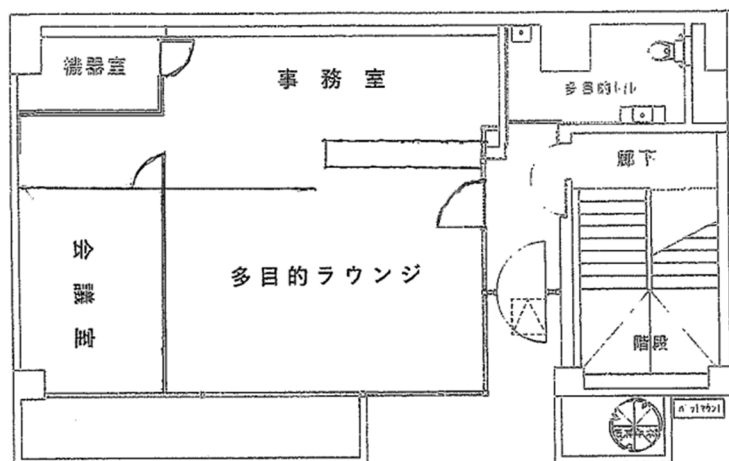 機器室
事務室
多目的トイレ
廊下
会議室
多目的ラウンジ
階段